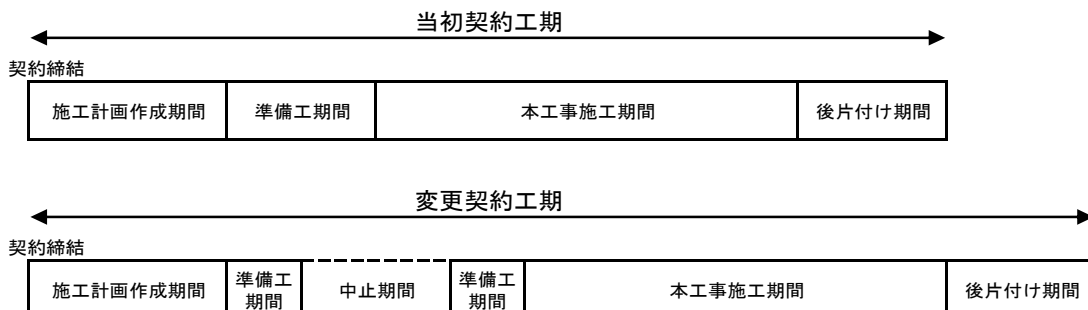 当初契約工期
契約締結
施工計画作成期間 準備工期間 本工事施工期間 後片付け期間
変更契約工期
契約締結
施工計画作成期間
準備工
期間
中止期間
準備工
期間
本工事施工期間
後片付け期間